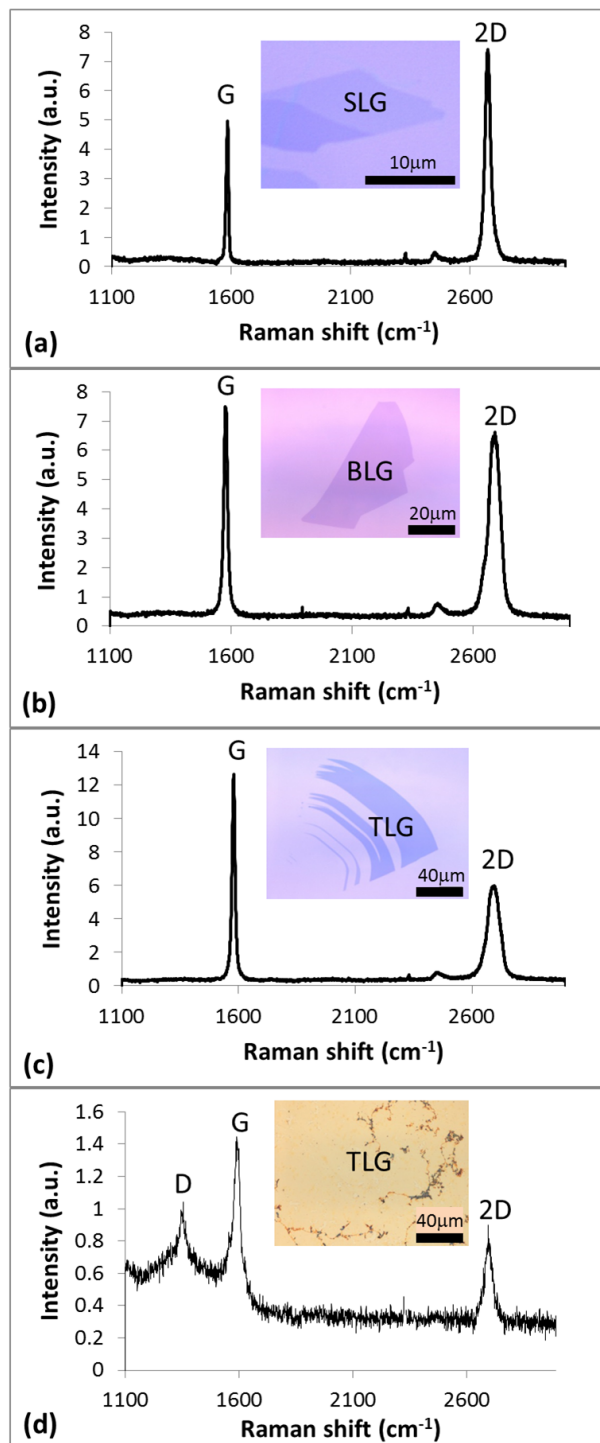 2D
8
7
G
SLG
6
5
4
10µm
3
2
1
0
Intensity (a.u.)
1100 1600 2100 2600
Raman shift (cm-1)
(a)
G
8
2D
7
6
BLG
5
4
20µm
3
2
1
0
Intensity (a.u.)
1100 1600 2100 2600
Raman shift (cm-1)
(b)
14
G
12
10
TLG
8
2D
40µm
6
4
2
0
Intensity (a.u.)
1100 1600 2100 2600
Raman shift (cm-1)
(c)
1.6
G
1.4
1.2
TLG
D
1
40µm
2D
0.8
0.6
0.4
0.2
0
Intensity (a.u.)
1100 1600 2100 2600
Raman shift (cm-1)
(d)